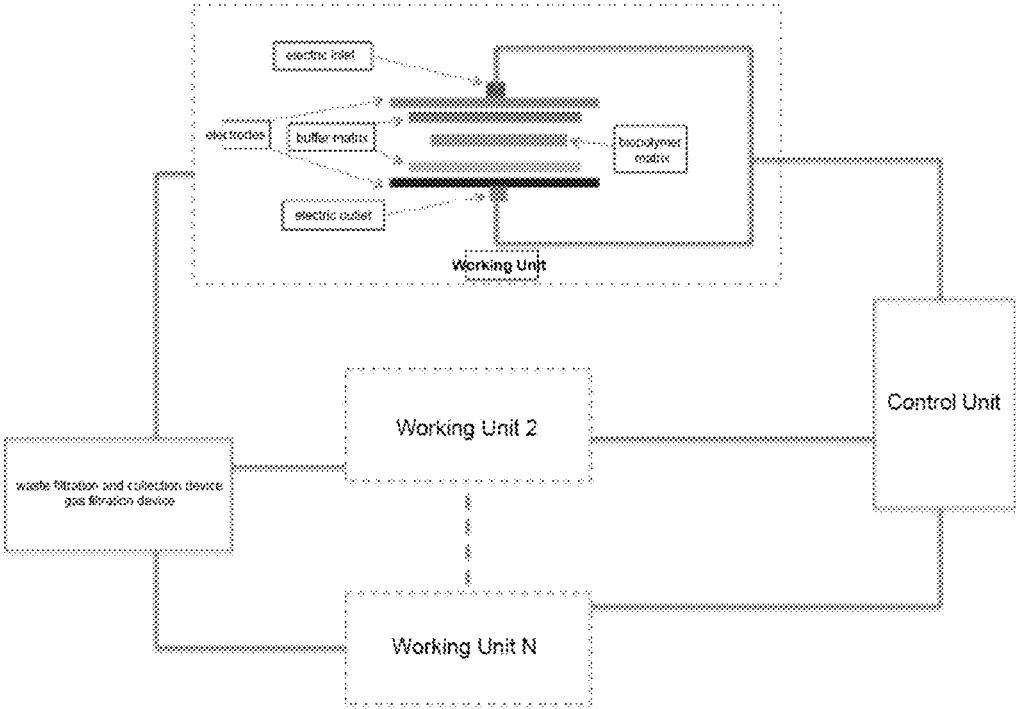 electric inlet
electrodes
buffer matrix
biopolymer
matrix
electric outlet
Working Unit
Control Unit
Working Unit 2
waste filtration and collection device
gas filtration device
Working Unit N